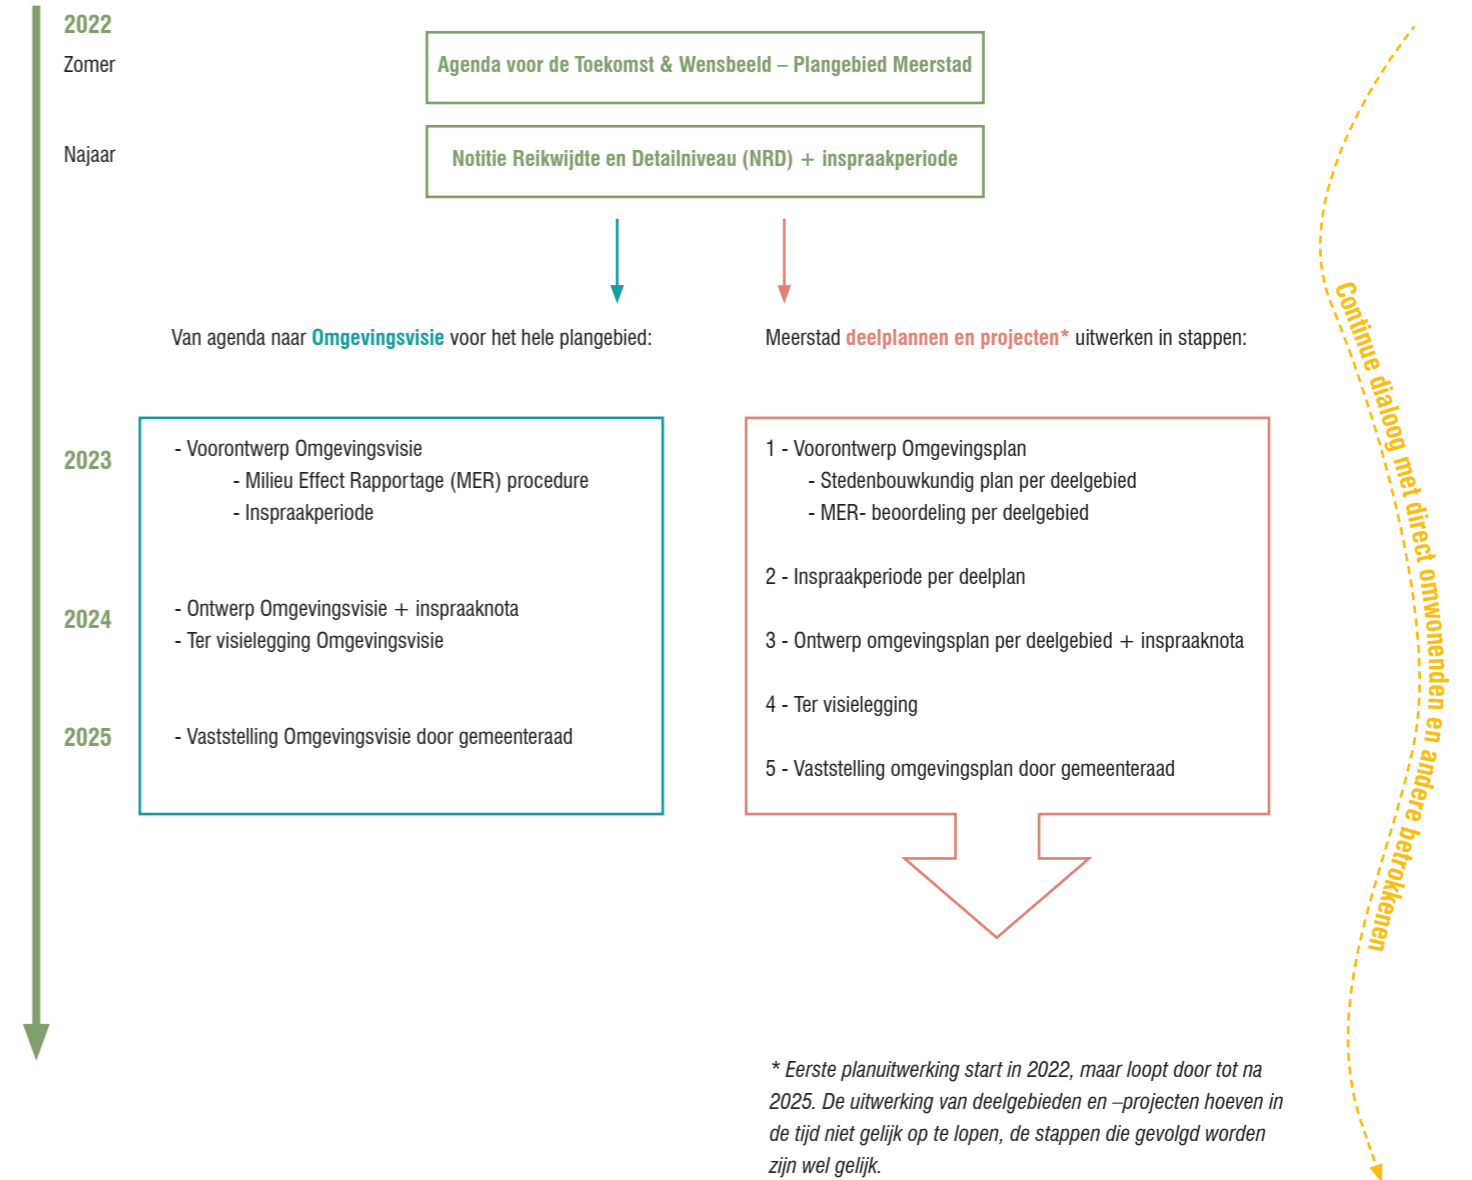 2022
Zomer
Agenda voor de Toekomst & Wensbeeld – Plangebied Meerstad
Najaar
Notitie Reikwijdte en Detailniveau (NRD) + inspraakperiode
Van agenda naar Omgevingsvisie voor het hele plangebied:
Meerstad deelplannen en projecten* uitwerken in stappen:
2023
- Voorontwerp Omgevingsvisie
- Milieu Effect Rapportage (MER) procedure
- Inspraakperiode
2024
- Ontwerp Omgevingsvisie + inspraaknota
- Ter visielegging Omgevingsvisie
2025
- Vaststelling Omgevingsvisie door gemeenteraad
1 - Voorontwerp Omgevingsplan
- Stedenbouwkundig plan per deelgebied
- MER- beoordeling per deelgebied
2 - Inspraakperiode per deelplan
3 - Ontwerp omgevingsplan per deelgebied + inspraaknota
4 - Ter visielegging
5 - Vaststelling omgevingsplan door gemeenteraad
Continue dialoog met direct omwonenden en andere betrokkenen
* Eerste planuitwerking start in 2022, maar loopt door tot na
2025. De uitwerking van deelgebieden en –projecten hoeven in
de tijd niet gelijk op te lopen, de stappen die gevolgd worden
zijn wel gelijk.